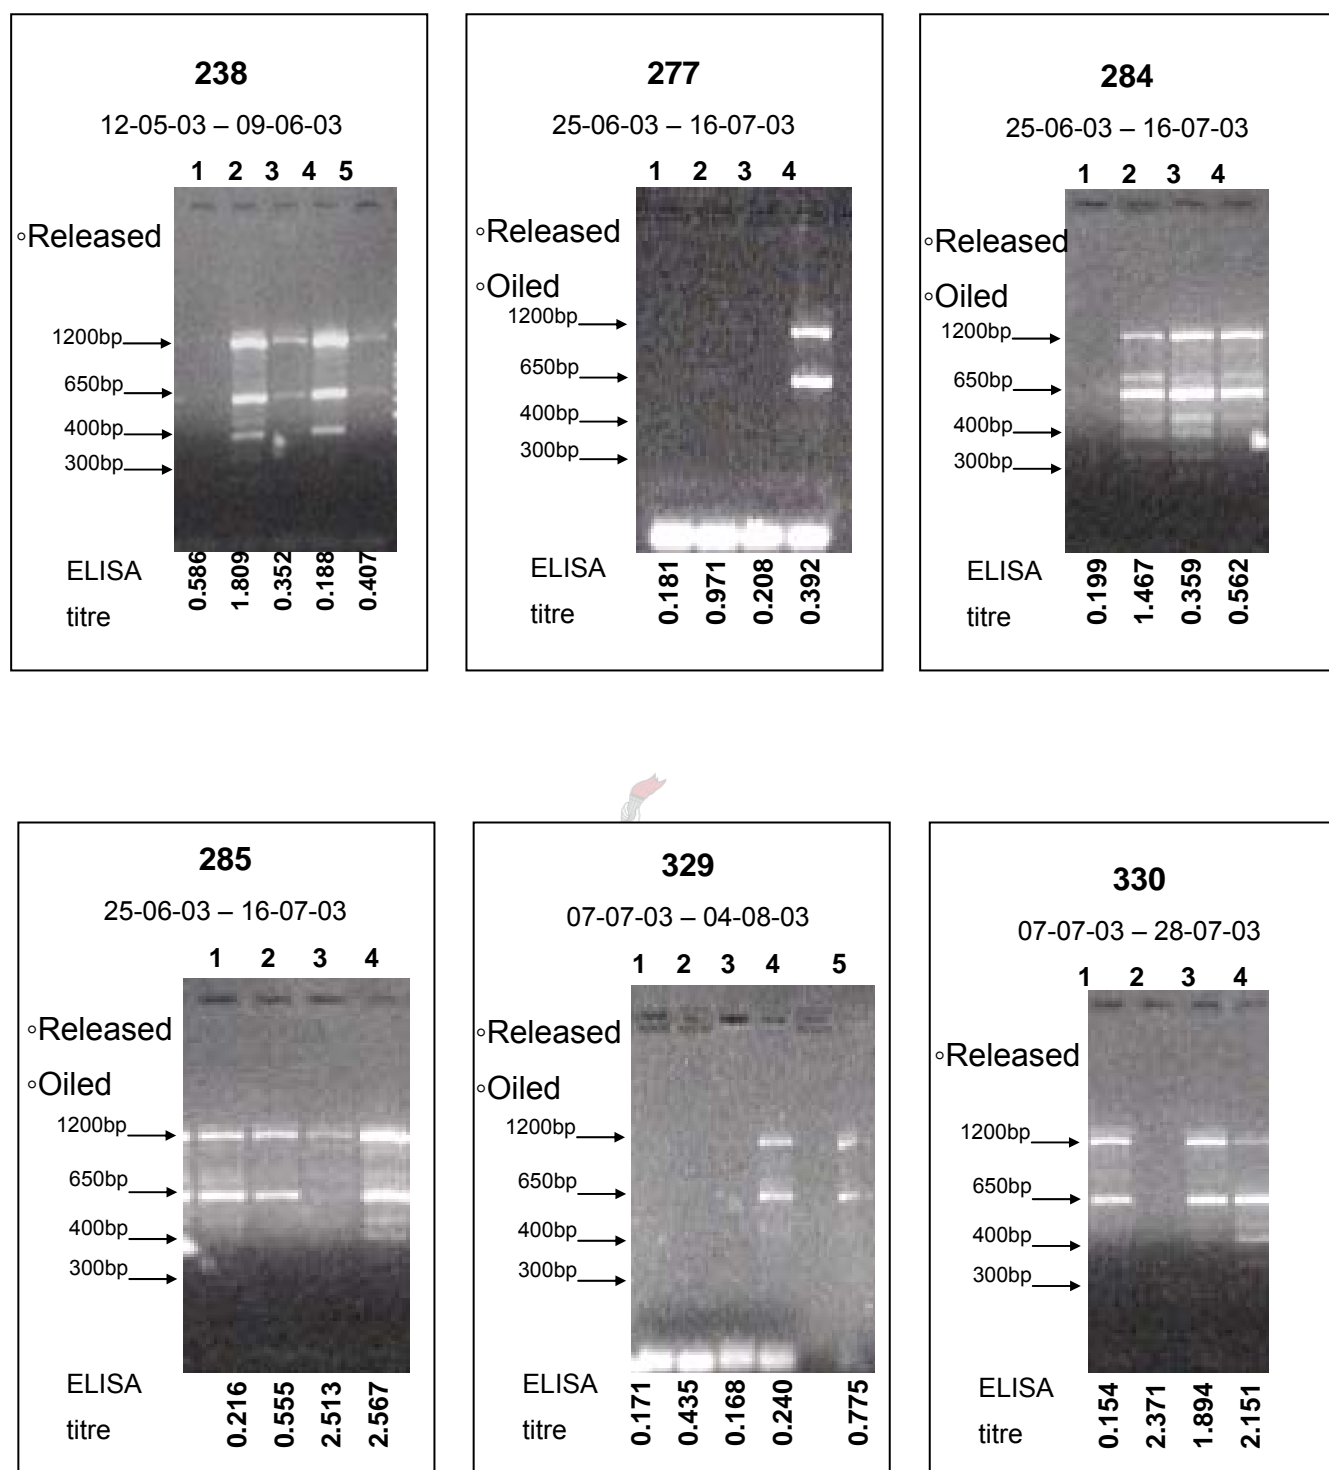 238
12-05-03 – 09-06-03
1 2 3 4 5
◦Released
1200bp
650bp
400bp
300bp
ELISA
titre
0.586
1.809
0.352
0.188
0.407
277
25-06-03 – 16-07-03
1 2 3 4
◦Released
◦Oiled
1200bp
650bp
400bp
300bp
ELISA
titre
0.181
0.971
0.208
0.392
284
25-06-03 – 16-07-03
1 2 3 4
◦Released
◦Oiled
1200bp
650bp
400bp
300bp
ELISA
titre
0.199
1.467
0.359
0.562
285
25-06-03 – 16-07-03
1 2 3 4
◦Released
◦Oiled
1200bp
650bp
400bp
300bp
ELISA
titre
0.216
0.555
2.513
2.567
329
07-07-03 – 04-08-03
1 2 3 4 5
◦Released
◦Oiled
1200bp
650bp
400bp
300bp
ELISA
titre
0.171
0.435
0.168
0.240
0.775
330
07-07-03 – 28-07-03
1 2 3 4
◦Released
1200bp
650bp
400bp
300bp
ELISA
titre
0.154
2.371
1.894
2.151